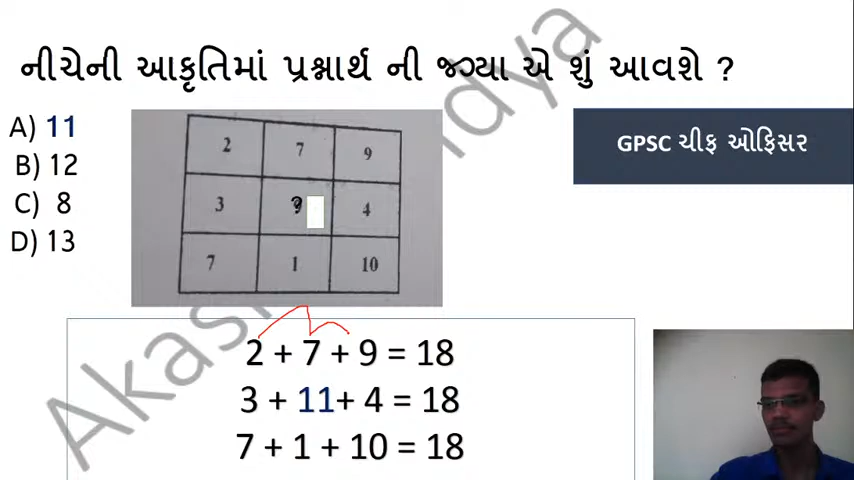 નીચેની આકૃતિમાં પ્રશ્નાર્થ ની જ્ગ્યા એ શું આવશે ?
A) 11
B) 12
C) 8
D) 13
2 7 9
3 ? 4
7 1 10
GPSC ચીફ ઓફિસર
2 + 7 + 9 = 18
3 + 11+ 4 = 18
7 + 1 + 10 = 18